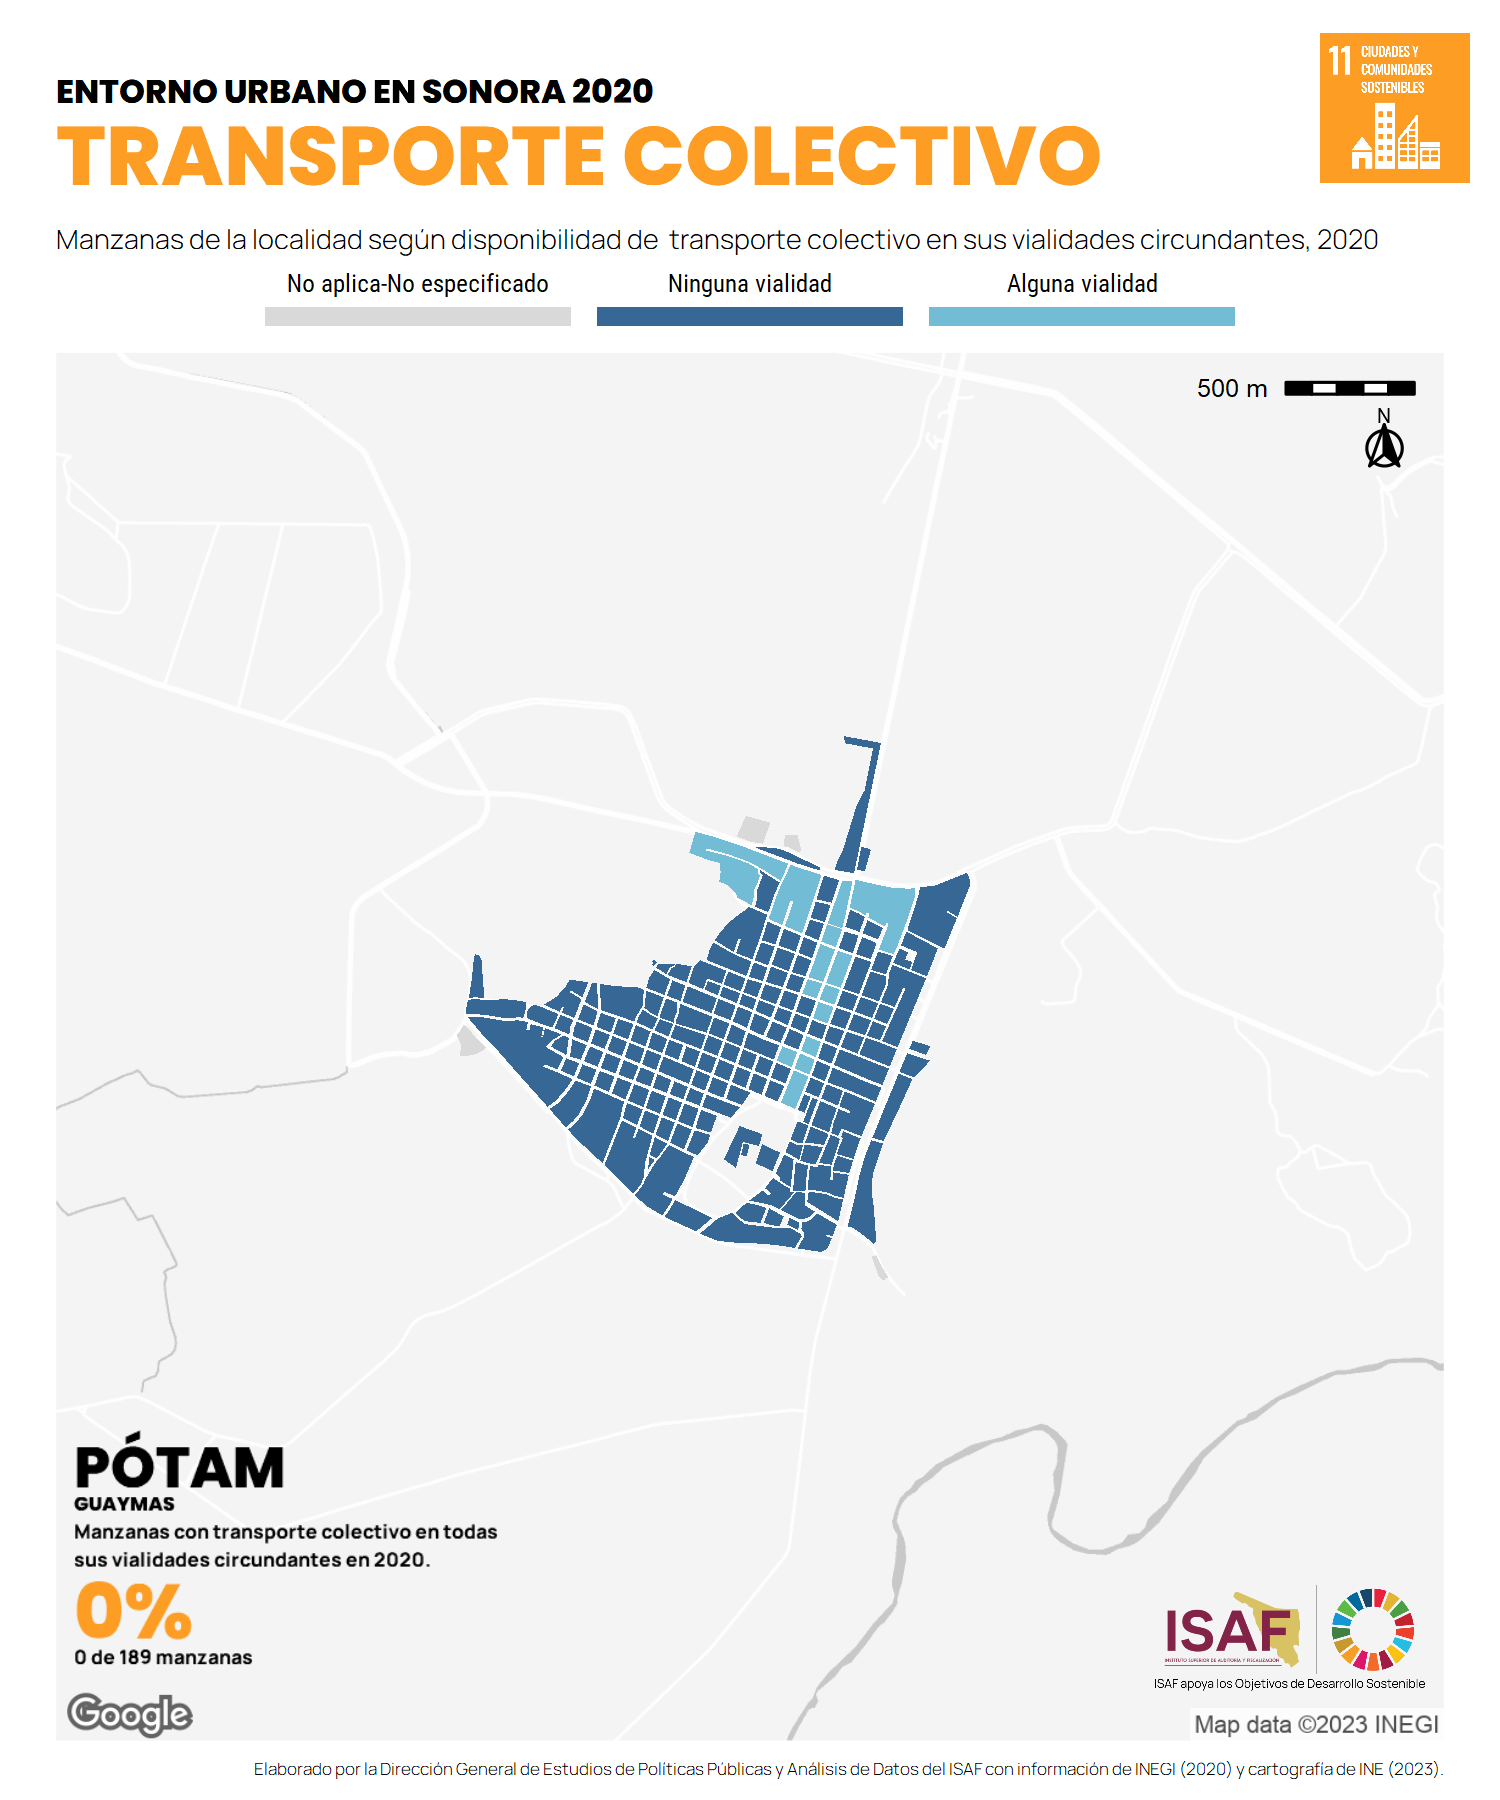 ENTORNO URBANO EN SONORA 2020
TRANSPORTE COLECTIVO
11 CIUDADES Y
COMUNIDADES
SOSTENIBLES
Manzanas de la localidad según disponibilidad de transporte colectivo en sus vialidades circundantes, 2020
No aplica-No especificado
Ninguna vialidad
Alguna vialidad
500 m
N
PÓTAM
GUAYMAS
Manzanas con transporte colectivo en todas
sus vialidades circundantes en 2020.
0%
0 de 189 manzanas
Google
ISAF
INSTITUTO SUPERIOR DE AUDITORÍA Y FISCALIZACIÓN
ISAF apoya los Objetivos de Desarrollo Sostenible
Map data ©2023 INEGI
Elaborado por la Dirección General de Estudios de Políticas Públicas y Análisis de Datos del ISAF con información de INEGI (2020) y cartografía de INE (2023).